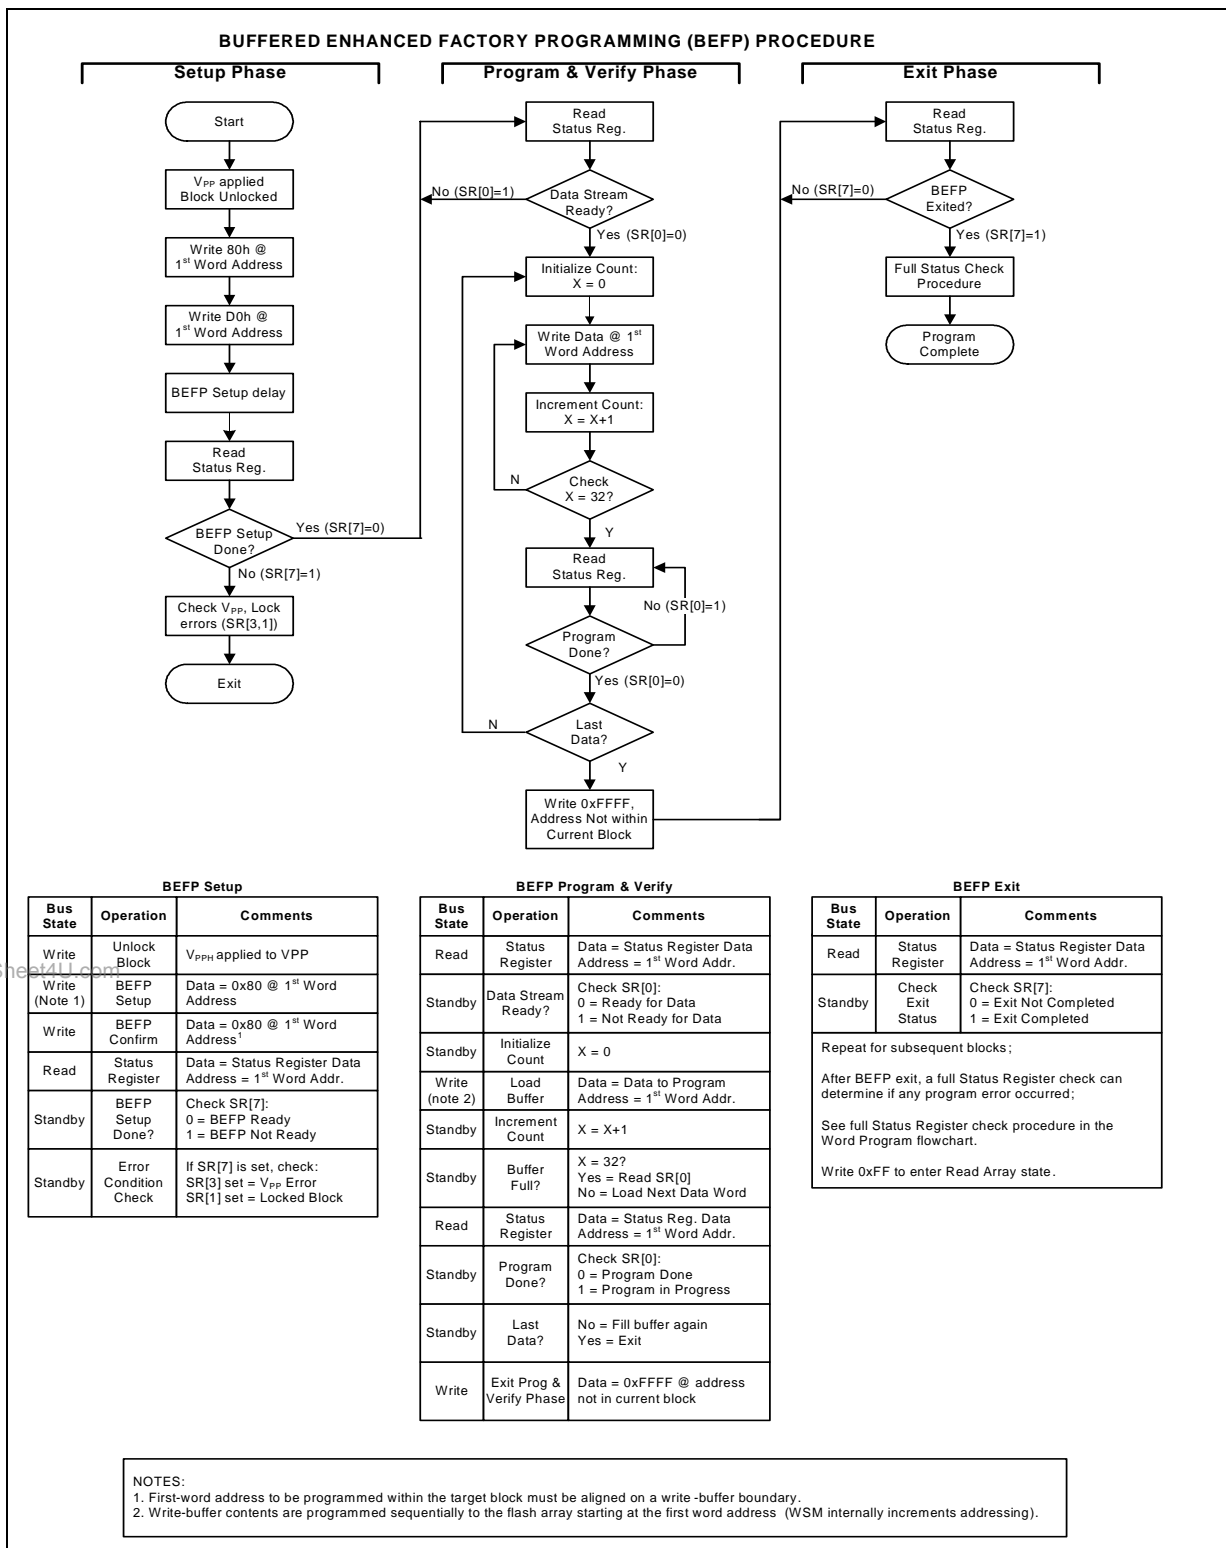 BUFFERED ENHANCED FACTORY PROGRAMMING (BEFP) PROCEDURE
Setup Phase
Start
VPP applied
Block Unlocked
Write 80h @
1st Word Address
Write D0h @
1st Word Address
BEFP Setup delay
Read
Status Reg.
BEFP Setup
Done?
Yes (SR[7]=0)
No (SR[7]=1)
Check VPP, Lock
errors (SR[3,1])
Exit
Program & Verify Phase
Read
Status Reg.
No (SR[0]=1)
Data Stream
Ready?
Yes (SR[0]=0)
Initialize Count:
X = 0
Write Data @ 1st
Word Address
Increment Count:
X = X+1
N
Check
X = 32?
Y
Read
Status Reg.
No (SR[0]=1)
Program
Done?
Yes (SR[0]=0)
N
Last
Data?
Y
Write 0xFFFF,
Address Not within
Current Block
Exit Phase
Read
Status Reg.
No (SR[7]=0)
BEFP
Exited?
Yes (SR[7]=1)
Full Status Check
Procedure
Program
Complete
BEFP Setup
Bus State | Operation | Comments
Write | Unlock Block | VPPH applied to VPP
Write (Note 1) | BEFP Setup | Data = 0x80 @ 1st Word Address
Write | BEFP Confirm | Data = 0x80 @ 1st Word Address1
Read | Status Register | Data = Status Register Data Address = 1st Word Addr.
Standby | BEFP Setup Done? | Check SR[7]: 0 = BEFP Ready 1 = BEFP Not Ready
Standby | Error Condition Check | If SR[7] is set, check: SR[3] set = VPP Error SR[1] set = Locked Block
BEFP Program & Verify
Bus State | Operation | Comments
Read | Status Register | Data = Status Register Data Address = 1st Word Addr.
Standby | Data Stream Ready? | Check SR[0]: 0 = Ready for Data 1 = Not Ready for Data
Standby | Initialize Count | X = 0
Write (note 2) | Load Buffer | Data = Data to Program Address = 1st Word Addr.
Standby | Increment Count | X = X+1
Standby | Buffer Full? | X = 32? Yes = Read SR[0] No = Load Next Data Word
Read | Status Register | Data = Status Reg. Data Address = 1st Word Addr.
Standby | Program Done? | Check SR[0]: 0 = Program Done 1 = Program in Progress
Standby | Last Data? | No = Fill buffer again Yes = Exit
Write | Exit Prog & Verify Phase | Data = 0xFFFF @ address not in current block
BEFP Exit
Bus State | Operation | Comments
Read | Status Register | Data = Status Register Data Address = 1st Word Addr.
Standby | Check Exit Status | Check SR[7]: 0 = Exit Not Completed 1 = Exit Completed
Repeat for subsequent blocks;
After BEFP exit, a full Status Register check can
determine if any program error occurred;
See full Status Register check procedure in the
Word Program flowchart.
Write 0xFF to enter Read Array state.
heet4U.com
NOTES:
1. First-word address to be programmed within the target block must be aligned on a write -buffer boundary.
2. Write-buffer contents are programmed sequentially to the flash array starting at the first word address (WSM internally increments addressing).